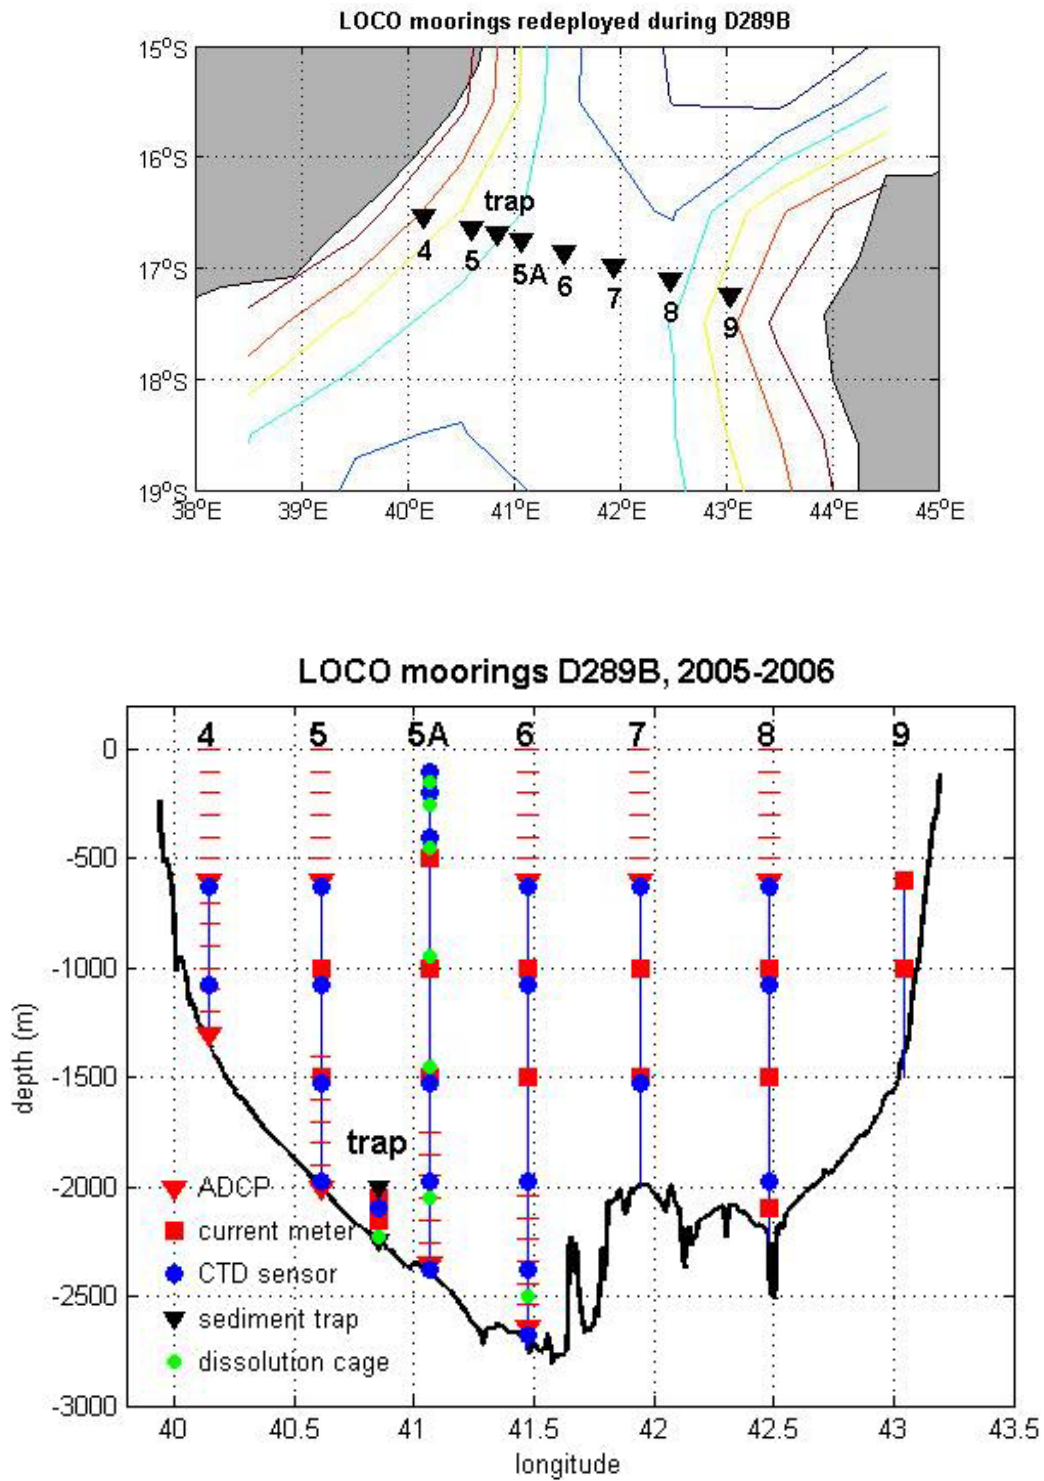 LOCO moorings redeployed during D289B
15°S
16°S
17°S
18°S
19°S
trap
4
5
5A
6
7
8
9
38°E 39°E 40°E 41°E 42°E 43°E 44°E 45°E
LOCO moorings D289B, 2005-2006
4 5 5A 6 7 8 9
0
-500
-1000
-1500
-2000
-2500
-3000
depth (m)
trap
ADCP
current meter
CTD sensor
sediment trap
dissolution cage
40 40.5 41 41.5 42 42.5 43 43.5
longitude